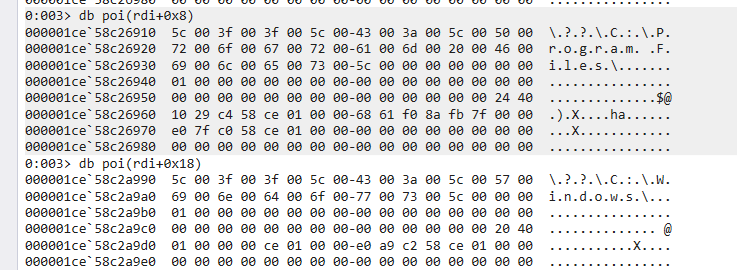 0:003> db poi(rdi+0x8)
000001ce`58c26910  5c 00 3f 00 3f 00 5c 00-43 00 3a 00 5c 00 50 00  \.?.?.\.C.:.\.P.
000001ce`58c26920  72 00 6f 00 67 00 72 00-61 00 6d 00 20 00 46 00  r.o.g.r.a.m. .F.
000001ce`58c26930  69 00 6c 00 65 00 73 00-5c 00 00 00 00 00 00 00  i.l.e.s.\.......
000001ce`58c26940  01 00 00 00 00 00 00 00-00 00 00 00 00 00 00 00  ................
000001ce`58c26950  00 00 00 00 00 00 00 00-00 00 00 00 00 00 24 40  ..............$@
000001ce`58c26960  10 29 c4 58 ce 01 00 00-68 61 f0 8a fb 7f 00 00  .).X....ha......
000001ce`58c26970  e0 7f c0 58 ce 01 00 00-00 00 00 00 00 00 00 00  ...X............
000001ce`58c26980  00 00 00 00 00 00 00 00-00 00 00 00 00 00 00 00  ................
0:003> db poi(rdi+0x18)
000001ce`58c2a990  5c 00 3f 00 3f 00 5c 00-43 00 3a 00 5c 00 57 00  \.?.?.\.C.:.\.W.
000001ce`58c2a9a0  69 00 6e 00 64 00 6f 00-77 00 73 00 5c 00 00 00  i.n.d.o.w.s.\...
000001ce`58c2a9b0  01 00 00 00 00 00 00 00-00 00 00 00 00 00 00 00  ................
000001ce`58c2a9c0  00 00 00 00 00 00 00 00-00 00 00 00 00 00 20 40  .............. @
000001ce`58c2a9d0  01 00 00 00 ce 01 00 00-e0 a9 c2 58 ce 01 00 00  ...........X....
000001ce`58c2a9e0  00 00 00 00 00 00 00 00-00 00 00 00 00 00 00 00  ................